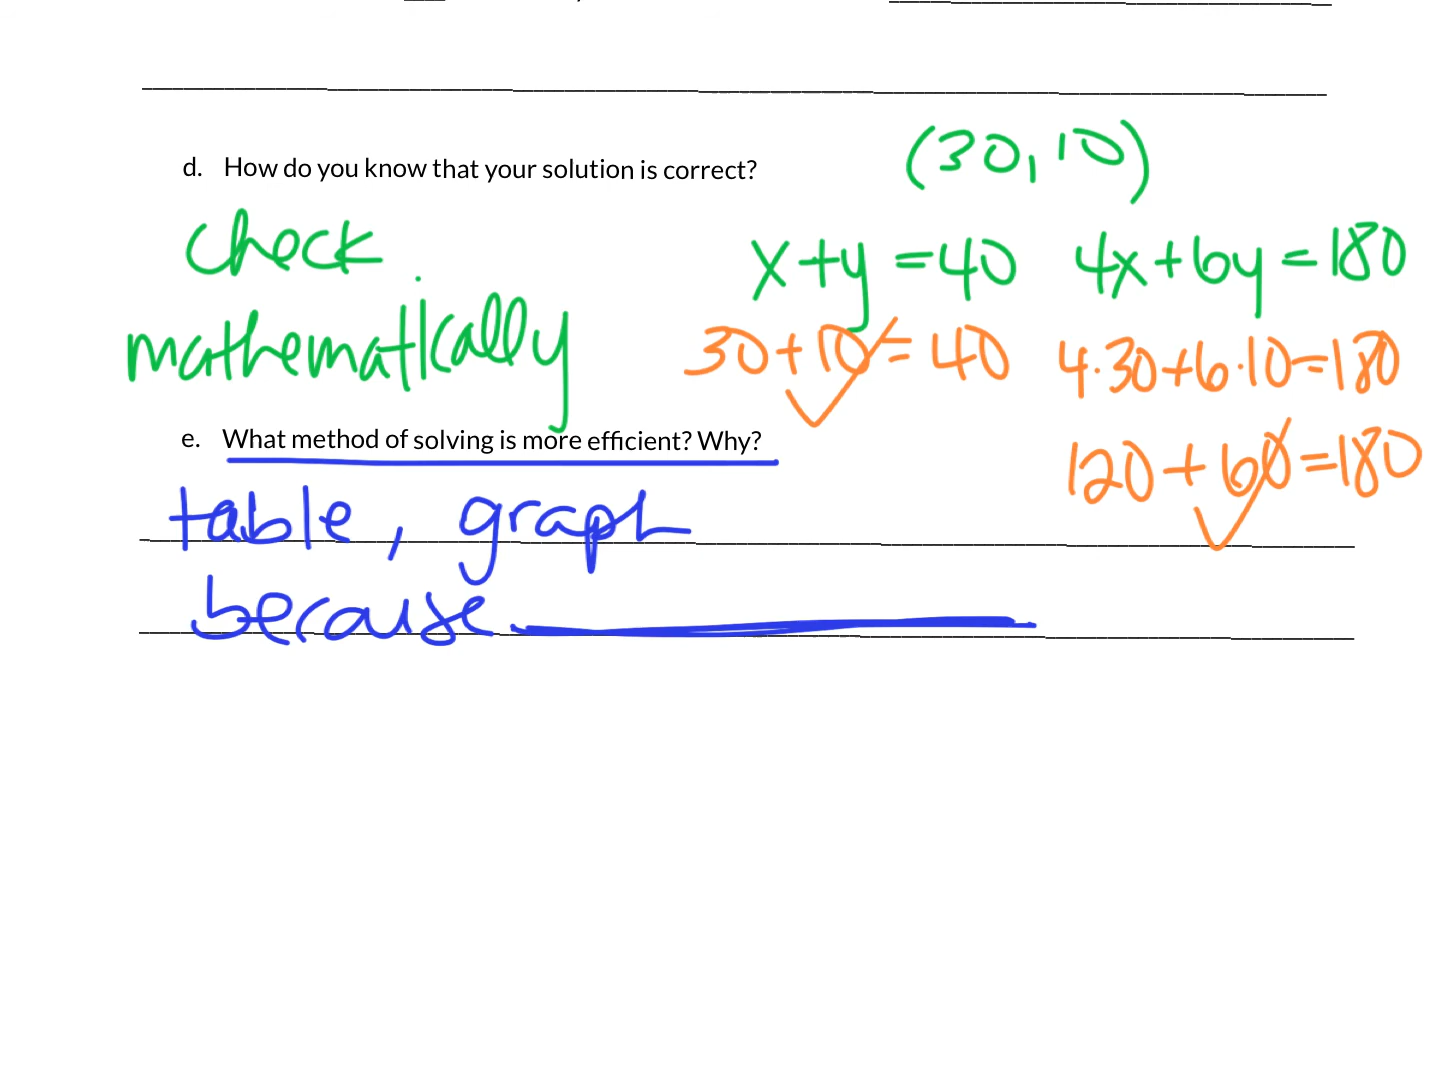 d. How do you know that your solution is correct?
(30,10)
check
mathematically
x+y=40
4x+6y=180
30+10=40
4·30+6·10=180
120+60=180
e. What method of solving is more efficient? Why?
table, graph
because